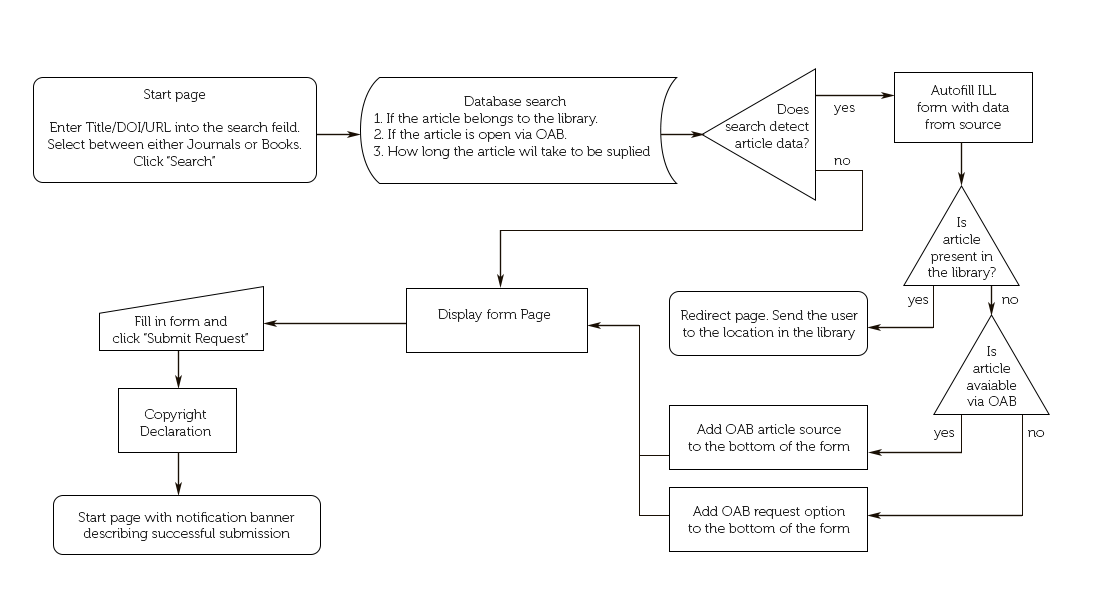 Start page
Enter Title/DOI/URL into the search feild.
Select between either Journals or Books.
Click "Search"
Database search
1. If the article belongs to the library.
2. If the article is open via OAB.
3. How long the article wil take to be suplied
Does
search detect
article data?
yes
no
Autofill ILL
form with data
from source
Is
article
present in
the library?
yes
no
Redirect page. Send the user
to the location in the library
Is
article
avaiable
via OAB
yes
no
Add OAB article source
to the bottom of the form
Add OAB request option
to the bottom of the form
Display form Page
Fill in form and
click "Submit Request"
Copyright
Declaration
Start page with notification banner
describing successful submission